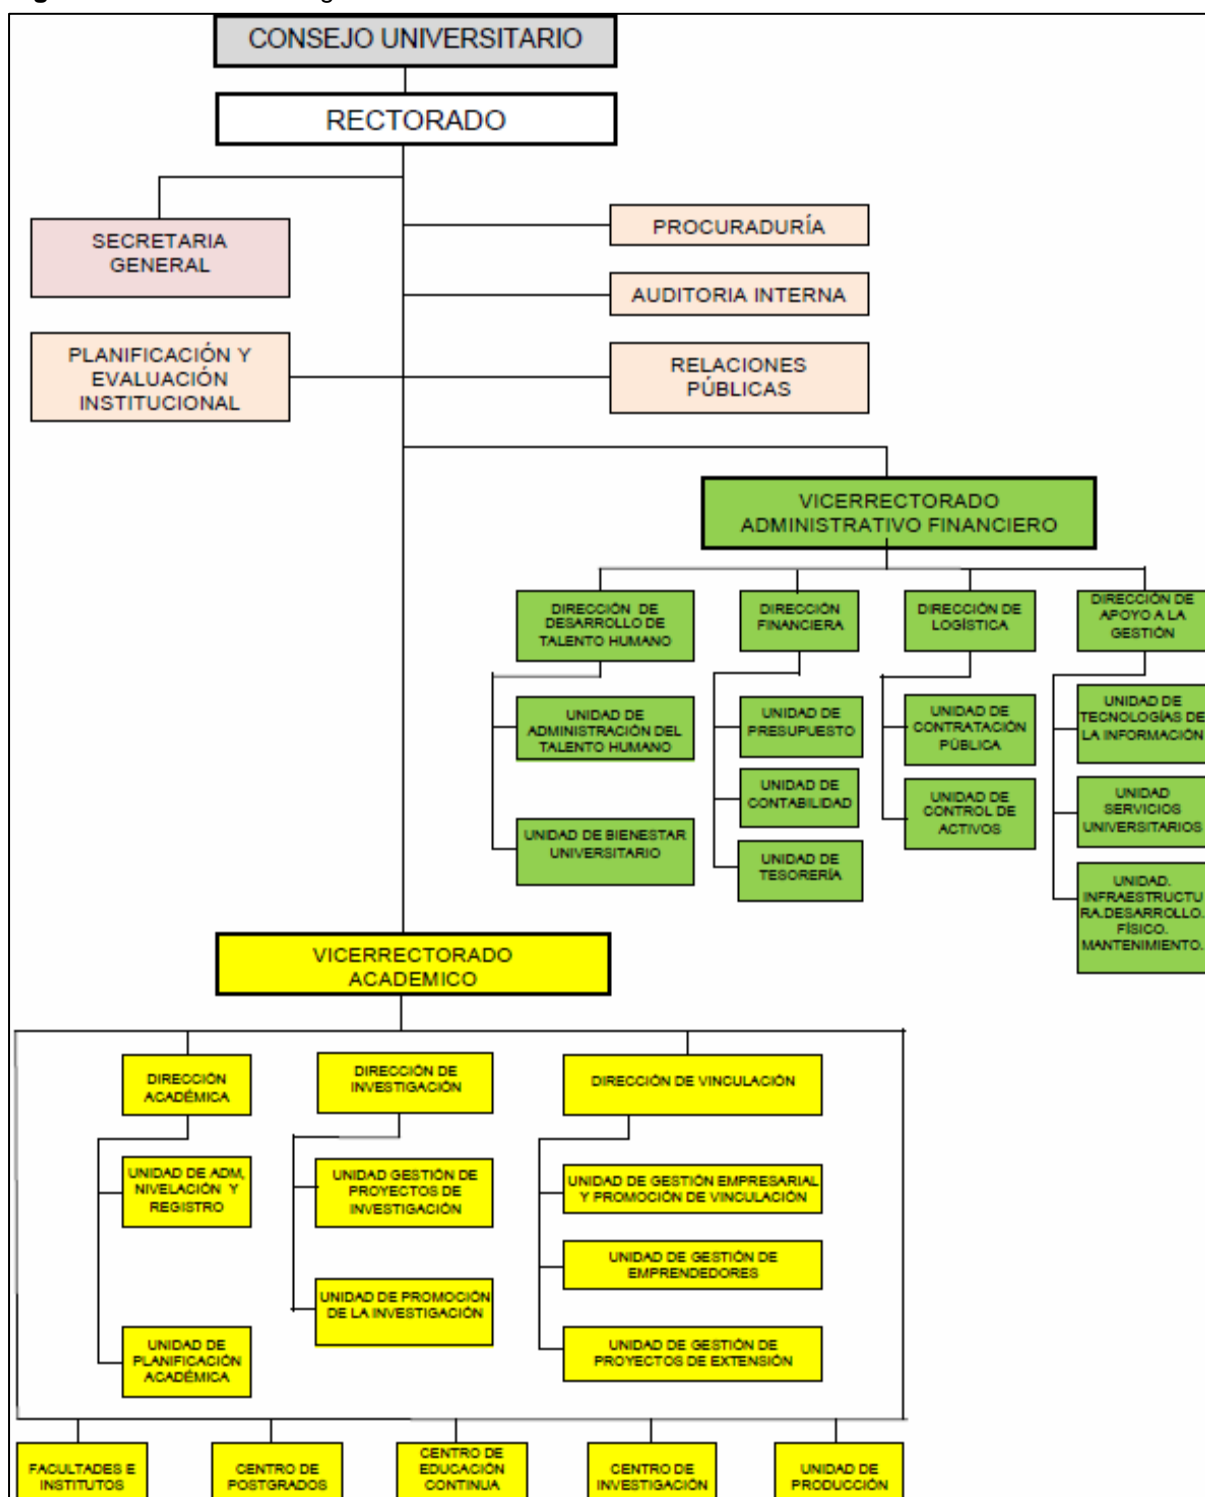 CONSEJO UNIVERSITARIO
RECTORADO
SECRETARIA
GENERAL
PROCURADURÍA
AUDITORIA INTERNA
PLANIFICACIÓN Y
EVALUACIÓN
INSTITUCIONAL
RELACIONES
PÚBLICAS
VICERRECTORADO
ADMINISTRATIVO FINANCIERO
DIRECCIÓN DE
DESARROLLO DE
TALENTO HUMANO
DIRECCIÓN
FINANCIERA
DIRECCIÓN DE
LOGÍSTICA
DIRECCIÓN DE
APOYO A LA
GESTIÓN
UNIDAD DE
ADMINISTRACIÓN DEL
TALENTO HUMANO
UNIDAD DE
PRESUPUESTO
UNIDAD DE
CONTRATACIÓN
PÚBLICA
UNIDAD DE
TECNOLOGÍAS DE
LA INFORMACIÓN
UNIDAD DE BIENESTAR
UNIVERSITARIO
UNIDAD DE
CONTABILIDAD
UNIDAD DE
CONTROL DE
ACTIVOS
UNIDAD
SERVICIOS
UNIVERSITARIOS
UNIDAD DE
TESORERÍA
UNIDAD.
INFRAESTRUCTU
RA.DESARROLLO.
FÍSICO.
MANTENIMIENTO.
VICERRECTORADO
ACADEMICO
DIRECCIÓN
ACADÉMICA
DIRECCIÓN DE
INVESTIGACIÓN
DIRECCIÓN DE VINCULACIÓN
UNIDAD DE ADM,
NIVELACIÓN Y
REGISTRO
UNIDAD GESTIÓN DE
PROYECTOS DE
INVESTIGACIÓN
UNIDAD DE GESTIÓN EMPRESARIAL
Y PROMOCIÓN DE VINCULACIÓN
UNIDAD DE GESTIÓN DE
EMPRENDEDORES
UNIDAD DE PROMOCIÓN
DE LA INVESTIGACIÓN
UNIDAD DE
PLANIFICACIÓN
ACADÉMICA
UNIDAD DE GESTIÓN DE
PROYECTOS DE EXTENSIÓN
FACULTADES E
INSTITUTOS
CENTRO DE
POSTGRADOS
CENTRO DE
EDUCACIÓN
CONTINUA
CENTRO DE
INVESTIGACIÓN
UNIDAD DE
PRODUCCIÓN